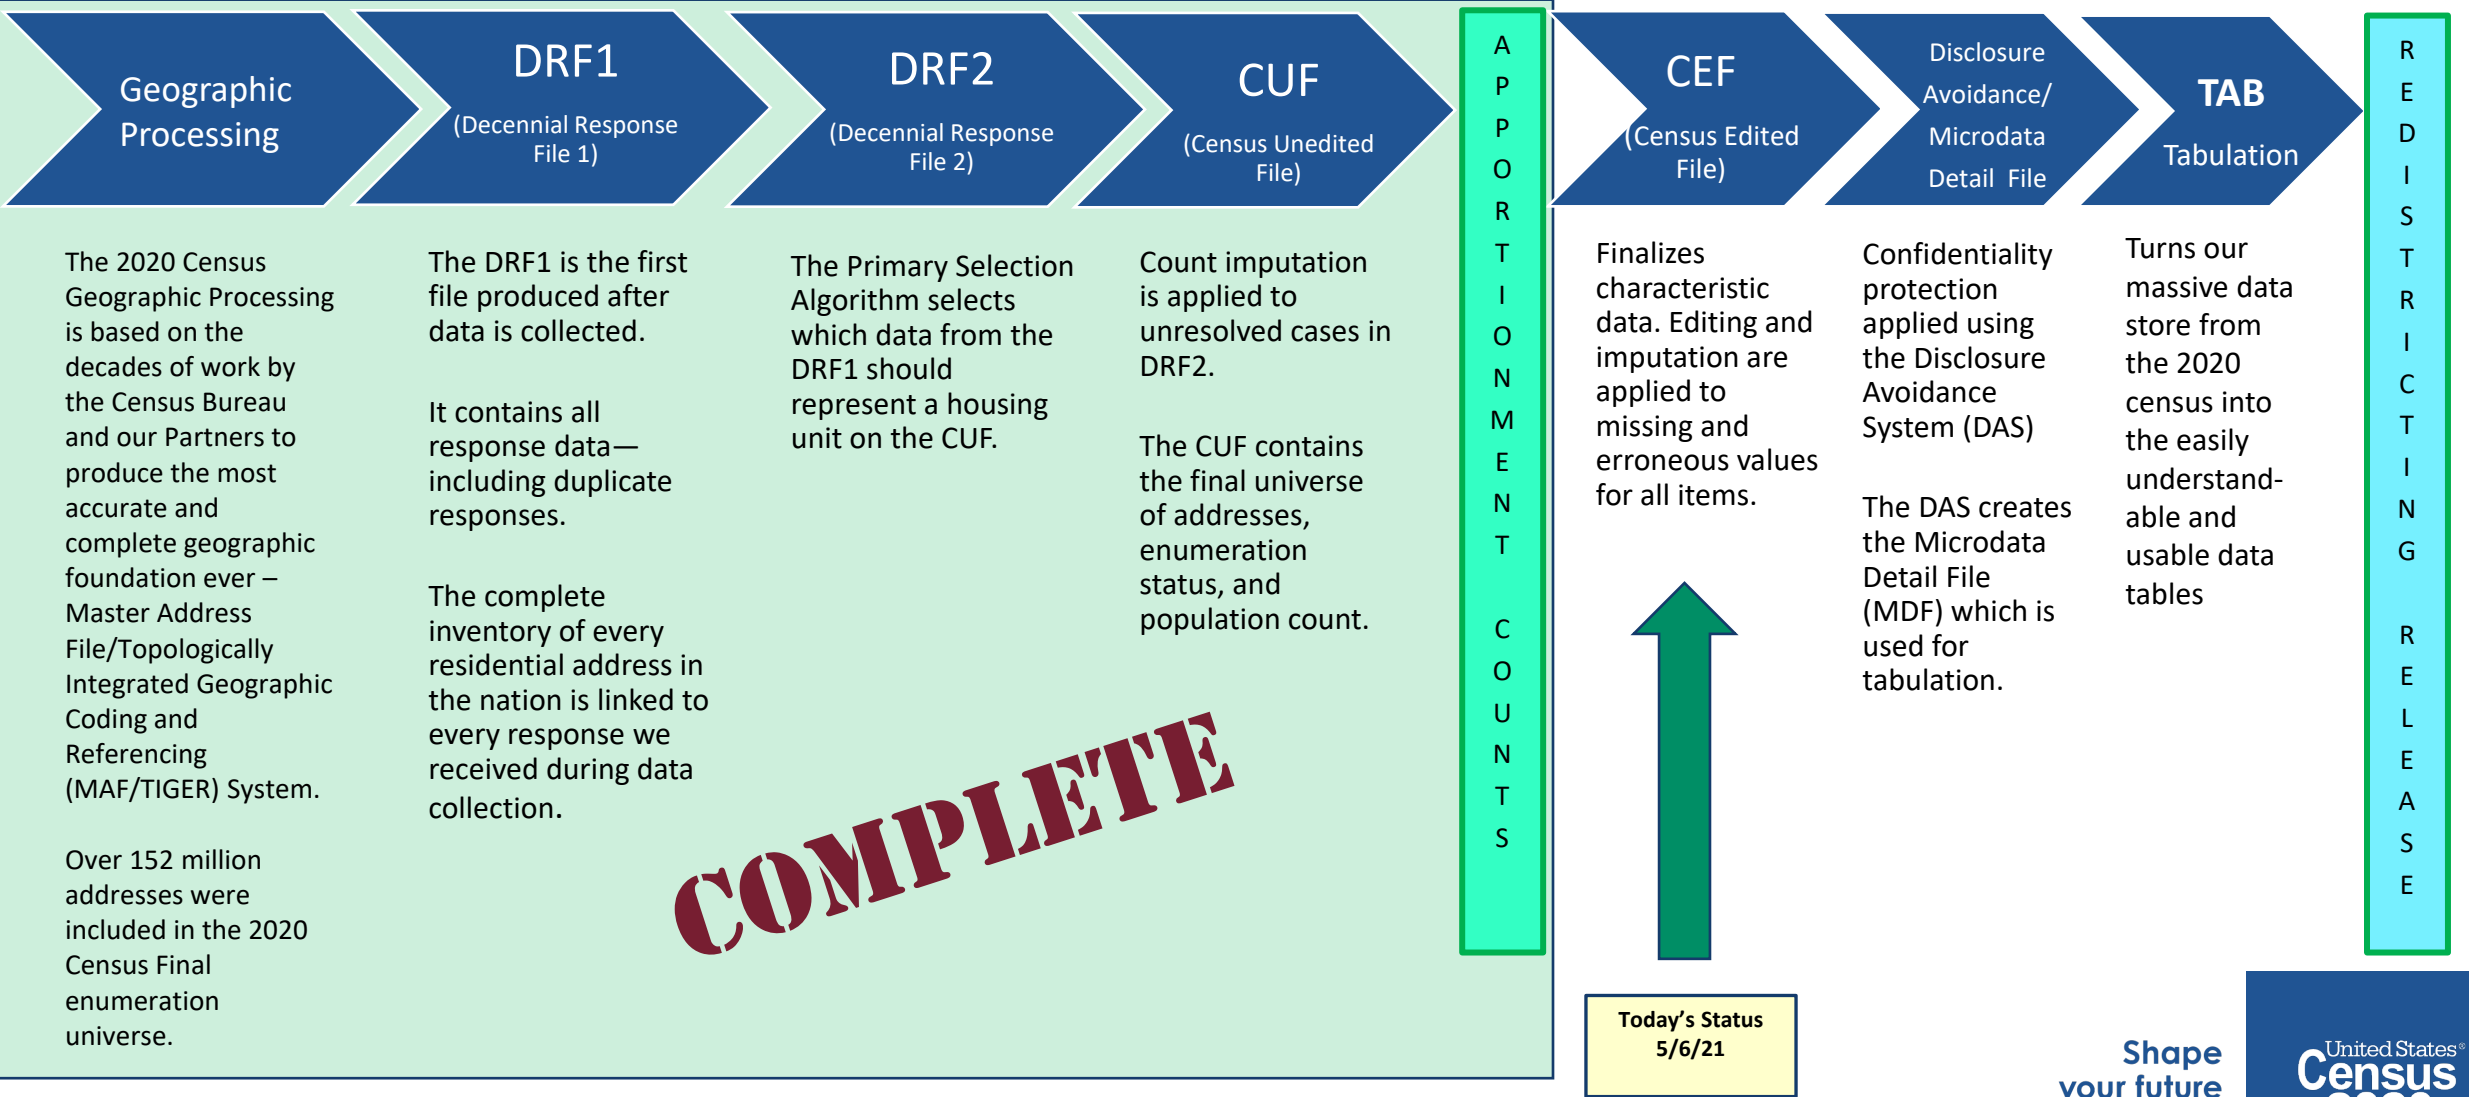 Geographic
Processing
DRF1
(Decennial Response
File 1)
DRF2
(Decennial Response
File 2)
CUF
(Census Unedited
File)
APPORTIONMENT COUNTS
CEF
(Census Edited
File)
Disclosure
Avoidance/
Microdata
Detail File
TAB
Tabulation
REDISTRICTING RELEASE
The 2020 Census
Geographic Processing
is based on the
decades of work by
the Census Bureau
and our Partners to
produce the most
accurate and
complete geographic
foundation ever –
Master Address
File/Topologically
Integrated Geographic
Coding and
Referencing
(MAF/TIGER) System.
Over 152 million
addresses were
included in the 2020
Census Final
enumeration
universe.
The DRF1 is the first
file produced after
data is collected.
It contains all
response data—
including duplicate
responses.
The complete
inventory of every
residential address in
the nation is linked to
every response we
received during data
collection.
The Primary Selection
Algorithm selects
which data from the
DRF1 should
represent a housing
unit on the CUF.
Count imputation
is applied to
unresolved cases in
DRF2.
The CUF contains
the final universe
of addresses,
enumeration
status, and
population count.
COMPLETE
Finalizes
characteristic
data. Editing and
imputation are
applied to
missing and
erroneous values
for all items.
Confidentiality
protection
applied using
the Disclosure
Avoidance
System (DAS)
The DAS creates
the Microdata
Detail File
(MDF) which is
used for
tabulation.
Turns our
massive data
store from
the 2020
census into
the easily
understand-
able and
usable data
tables
Today's Status
5/6/21
Shape
your future
United States®
Census